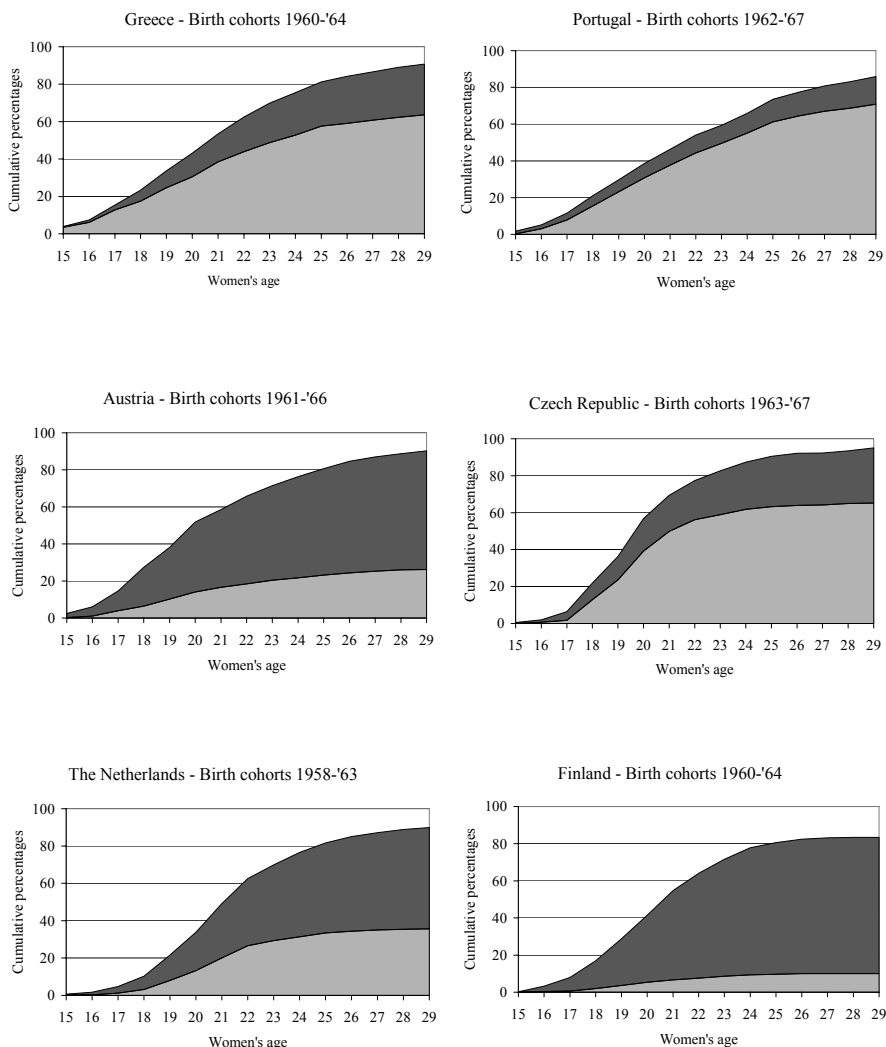 Greece - Birth cohorts 1960-'64
Cumulative percentages
100
80
60
40
20
0
15 16 17 18 19 20 21 22 23 24 25 26 27 28 29
Women's age
Portugal - Birth cohorts 1962-'67
Cumulative percentages
100
80
60
40
20
0
15 16 17 18 19 20 21 22 23 24 25 26 27 28 29
Women's age
Austria - Birth cohorts 1961-'66
Cumulative percentages
100
80
60
40
20
0
15 16 17 18 19 20 21 22 23 24 25 26 27 28 29
Women's age
Czech Republic - Birth cohorts 1963-'67
Cumulative percentages
100
80
60
40
20
0
15 16 17 18 19 20 21 22 23 24 25 26 27 28 29
Women's age
The Netherlands - Birth cohorts 1958-'63
Cumulative percentages
100
80
60
40
20
0
15 16 17 18 19 20 21 22 23 24 25 26 27 28 29
Women's age
Finland - Birth cohorts 1960-'64
Cumulative percentages
100
80
60
40
20
0
15 16 17 18 19 20 21 22 23 24 25 26 27 28 29
Women's age